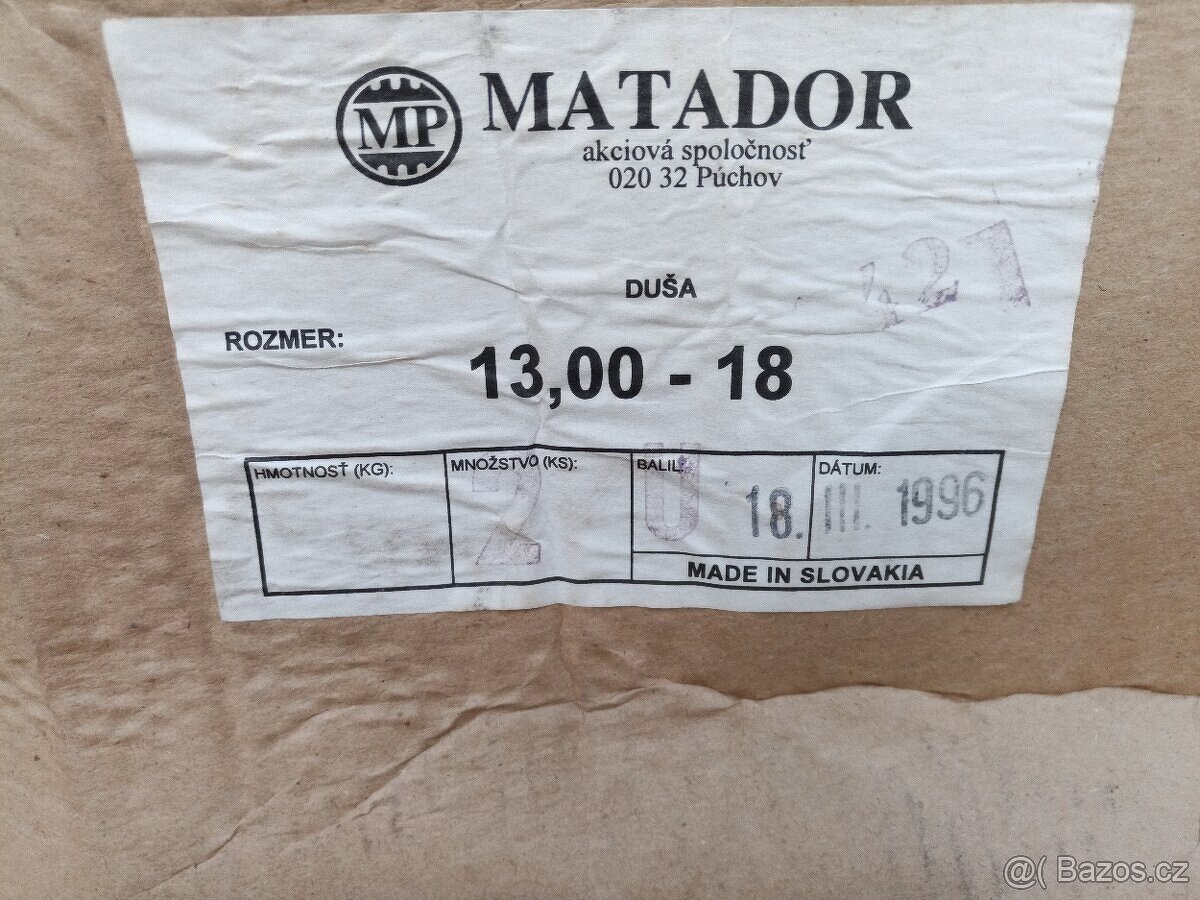 MP MATADOR
akciová spoločnosť
020 32 Púchov
DUŠA
ROZMER:
13,00 - 18
HMOTNOSŤ (KG):
MNOŽSTVO (KS): 2
BALIL: U
DÁTUM: 18. III. 1996
MADE IN SLOVAKIA
@( Bazos.cz